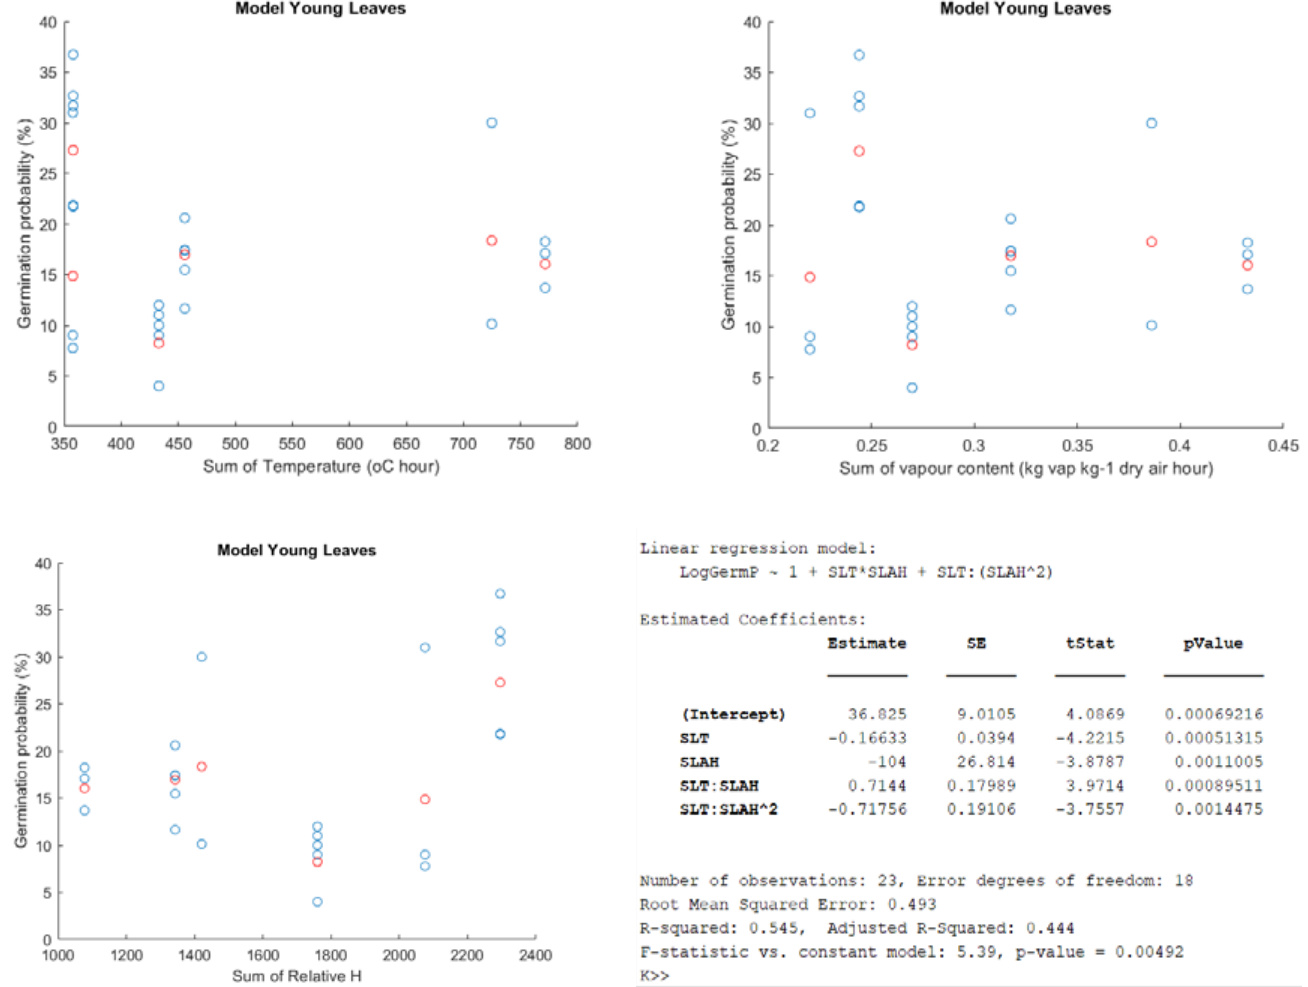 Model Young Leaves
40
35
30
25
20
15
10
5
0
Germination probability (%)
350 400 450 500 550 600 650 700 750 800
Sum of Temperature (oC hour)
Model Young Leaves
40
35
30
25
20
15
10
5
0
Germination probability (%)
0.2 0.25 0.3 0.35 0.4 0.45
Sum of vapour content (kg vap kg-1 dry air hour)
Model Young Leaves
40
35
30
25
20
15
10
5
0
Germination probability (%)
1000 1200 1400 1600 1800 2000 2200 2400
Sum of Relative H
Linear regression model:
LogGermP ~ 1 + SLT*SLAH + SLT:(SLAH^2)
Estimated Coefficients:
Estimate SE tStat pValue
(Intercept) 36.825 9.0105 4.0869 0.00069216
SLT -0.16633 0.0394 -4.2215 0.00051315
SLAH -104 26.814 -3.8787 0.0011005
SLT:SLAH 0.7144 0.17989 3.9714 0.00089511
SLT:SLAH^2 -0.71756 0.19106 -3.7557 0.0014475
Number of observations: 23, Error degrees of freedom: 18
Root Mean Squared Error: 0.493
R-squared: 0.545, Adjusted R-Squared: 0.444
F-statistic vs. constant model: 5.39, p-value = 0.00492
K>>